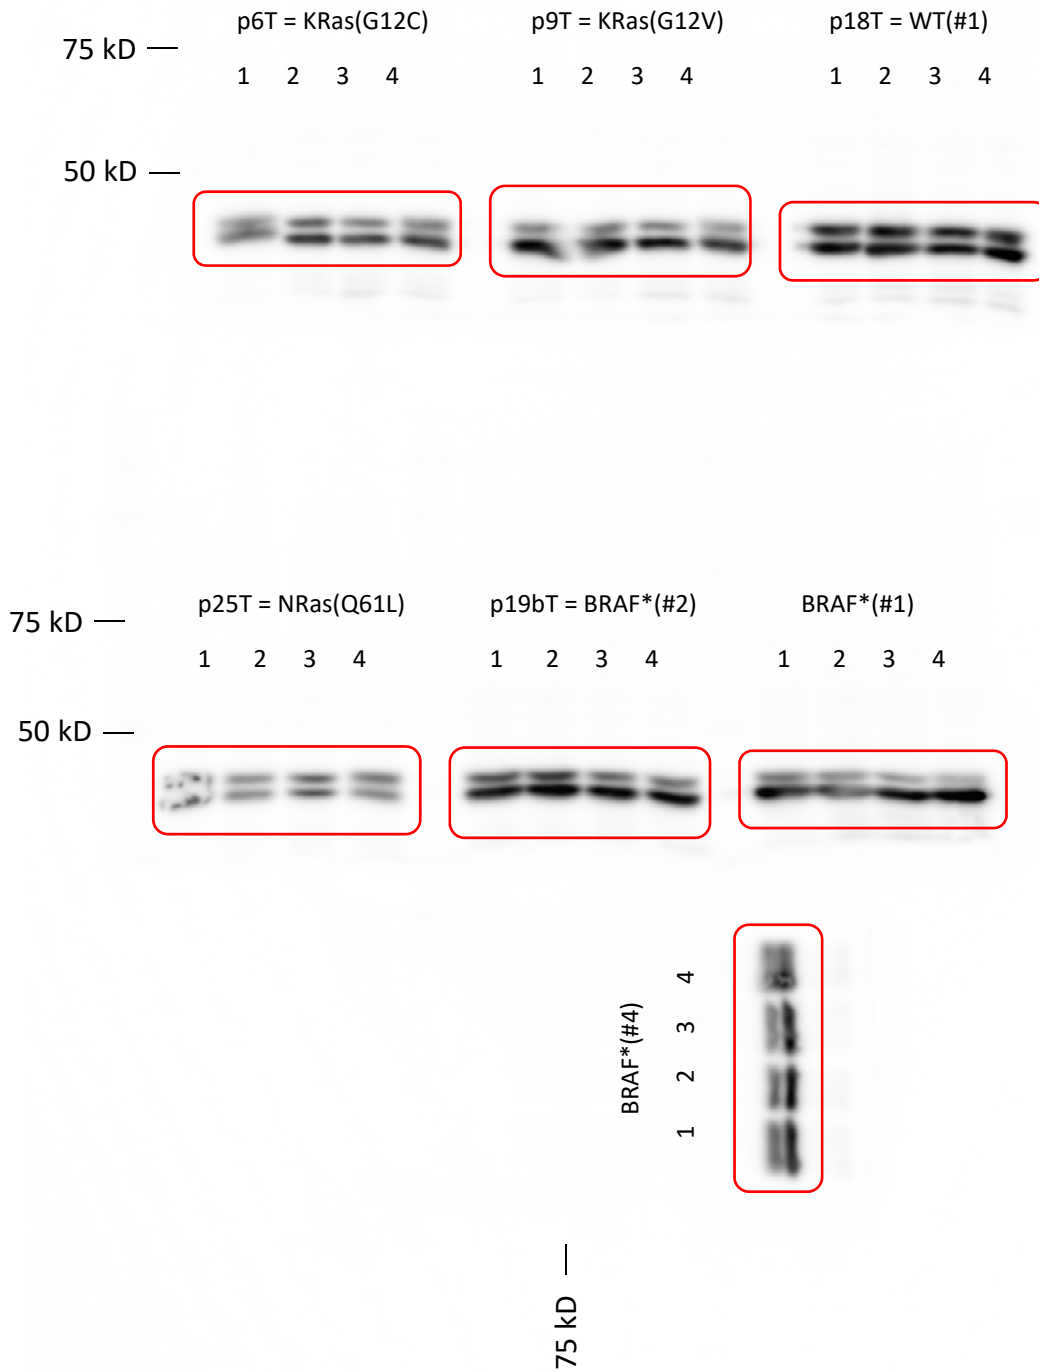 p6T = KRas(G12C) p9T = KRas(G12V) p18T = WT(#1)
75 kD
1 2 3 4 1 2 3 4 1 2 3 4
50 kD
p25T = NRas(Q61L) p19bT = BRAF*(#2) BRAF*(#1)
75 kD
1 2 3 4 1 2 3 4 1 2 3 4
50 kD
BRAF*(#4)
1 2 3 4
75 kD